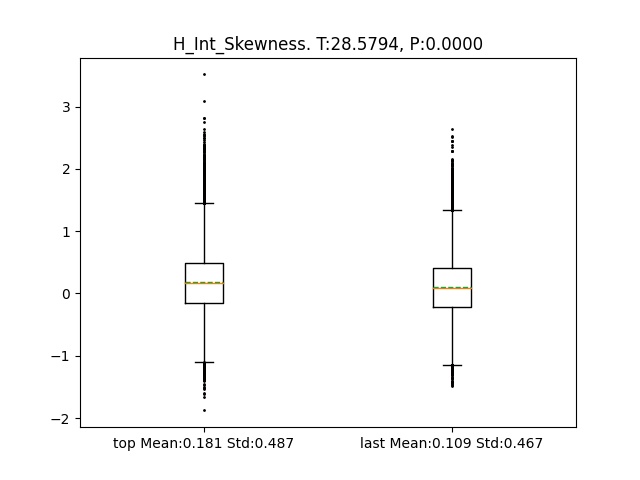 H_Int_Skewness. T:28.5794, P:0.0000
3
2
1
0
−1
−2
top Mean:0.181 Std:0.487
last Mean:0.109 Std:0.467